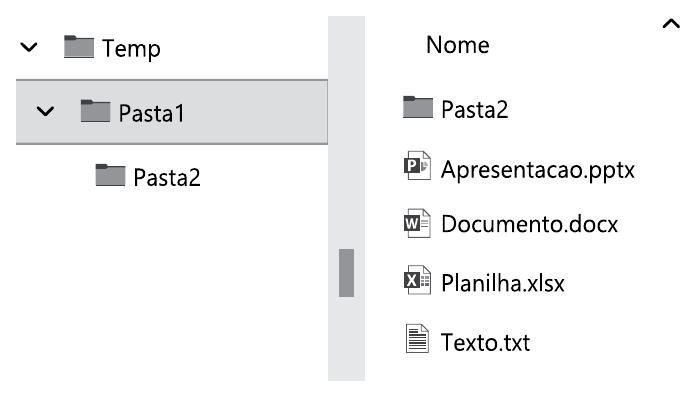 Temp
Pasta1
Pasta2
Nome
Pasta2
Apresentacao.pptx
Documento.docx
Planilha.xlsx
Texto.txt